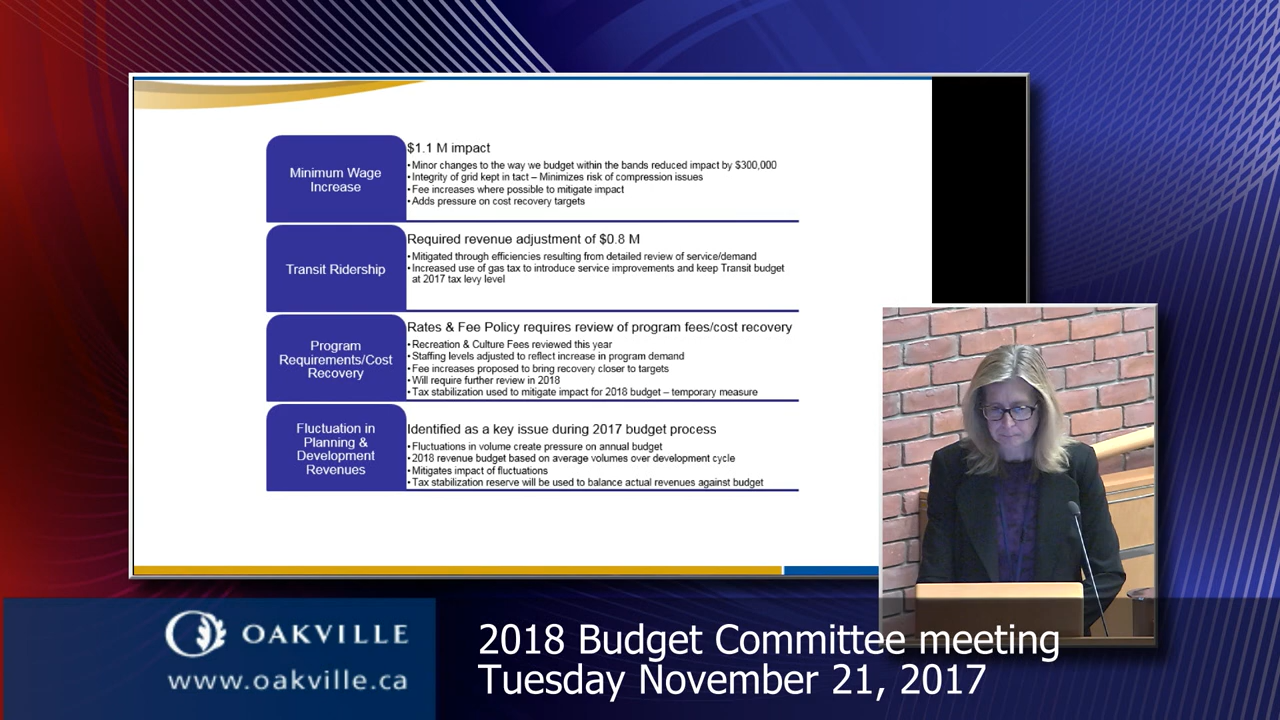 Minimum Wage
Increase
$1.1 M impact
•Minor changes to the way we budget within the bands reduced impact by $300,000
•Integrity of grid kept in tact – Minimizes risk of compression issues
•Fee increases where possible to mitigate impact
•Adds pressure on cost recovery targets
Transit Ridership
Required revenue adjustment of $0.8 M
•Mitigated through efficiencies resulting from detailed review of service/demand
•Increased use of gas tax to introduce service improvements and keep Transit budget
at 2017 tax levy level
Program
Requirements/Cost
Recovery
Rates & Fee Policy requires review of program fees/cost recovery
•Recreation & Culture Fees reviewed this year
•Staffing levels adjusted to reflect increase in program demand
•Fee increases proposed to bring recovery closer to targets
•Will require further review in 2018
•Tax stabilization used to mitigate impact for 2018 budget – temporary measure
Fluctuation in
Planning &
Development
Revenues
Identified as a key issue during 2017 budget process
•Fluctuations in volume create pressure on annual budget
•2018 revenue budget based on average volumes over development cycle
•Mitigates impact of fluctuations
•Tax stabilization reserve will be used to balance actual revenues against budget
OAKVILLE
www.oakville.ca
2018 Budget Committee meeting
Tuesday November 21, 2017